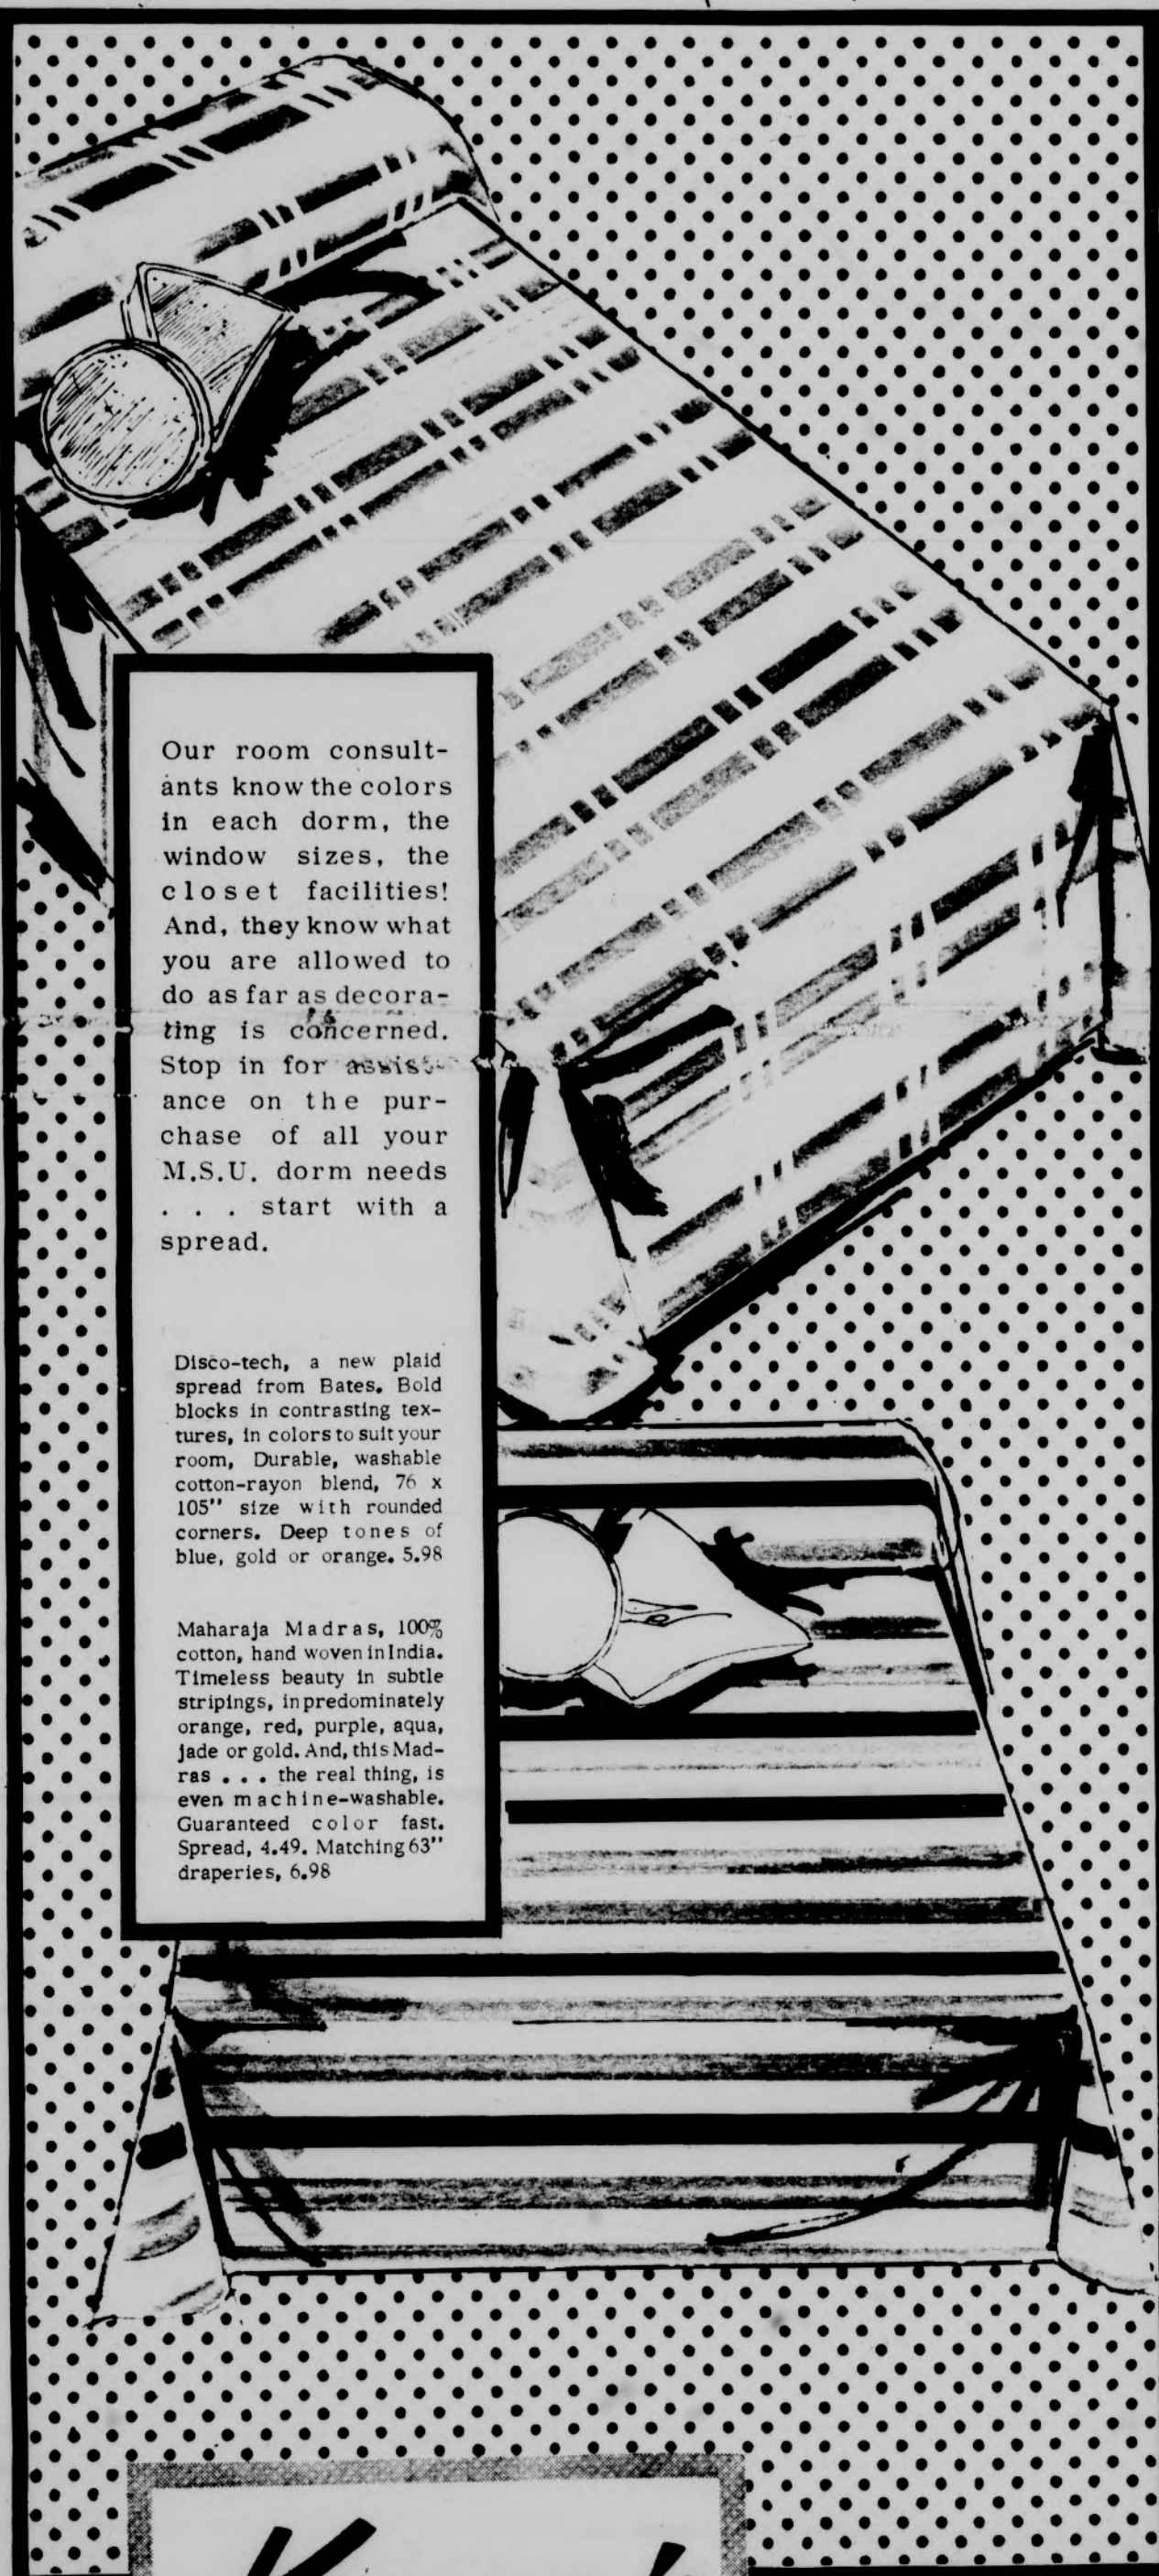 Our room consult-
ants know the colors
in each dorm, the
window sizes, the
closet facilities!
And, they know what
you are allowed to
do as far as decora-
ting is concerned.
Stop in for assist-
ance on the pur-
chase of all your
M.S.U. dorm needs
. . . start with a
spread.
Disco-tech, a new plaid
spread from Bates. Bold
blocks in contrasting tex-
tures, in colors to suit your
room, Durable, washable
cotton-rayon blend, 76 x
105" size with rounded
corners. Deep tones of
blue, gold or orange. 5.98
Maharaja Madras, 100%
cotton, hand woven in India.
Timeless beauty in subtle
stripings, in predominately
orange, red, purple, aqua,
jade or gold. And, this Mad-
ras . . . the real thing, is
even machine-washable.
Guaranteed color fast.
Spread, 4.49. Matching 63"
draperies, 6.98